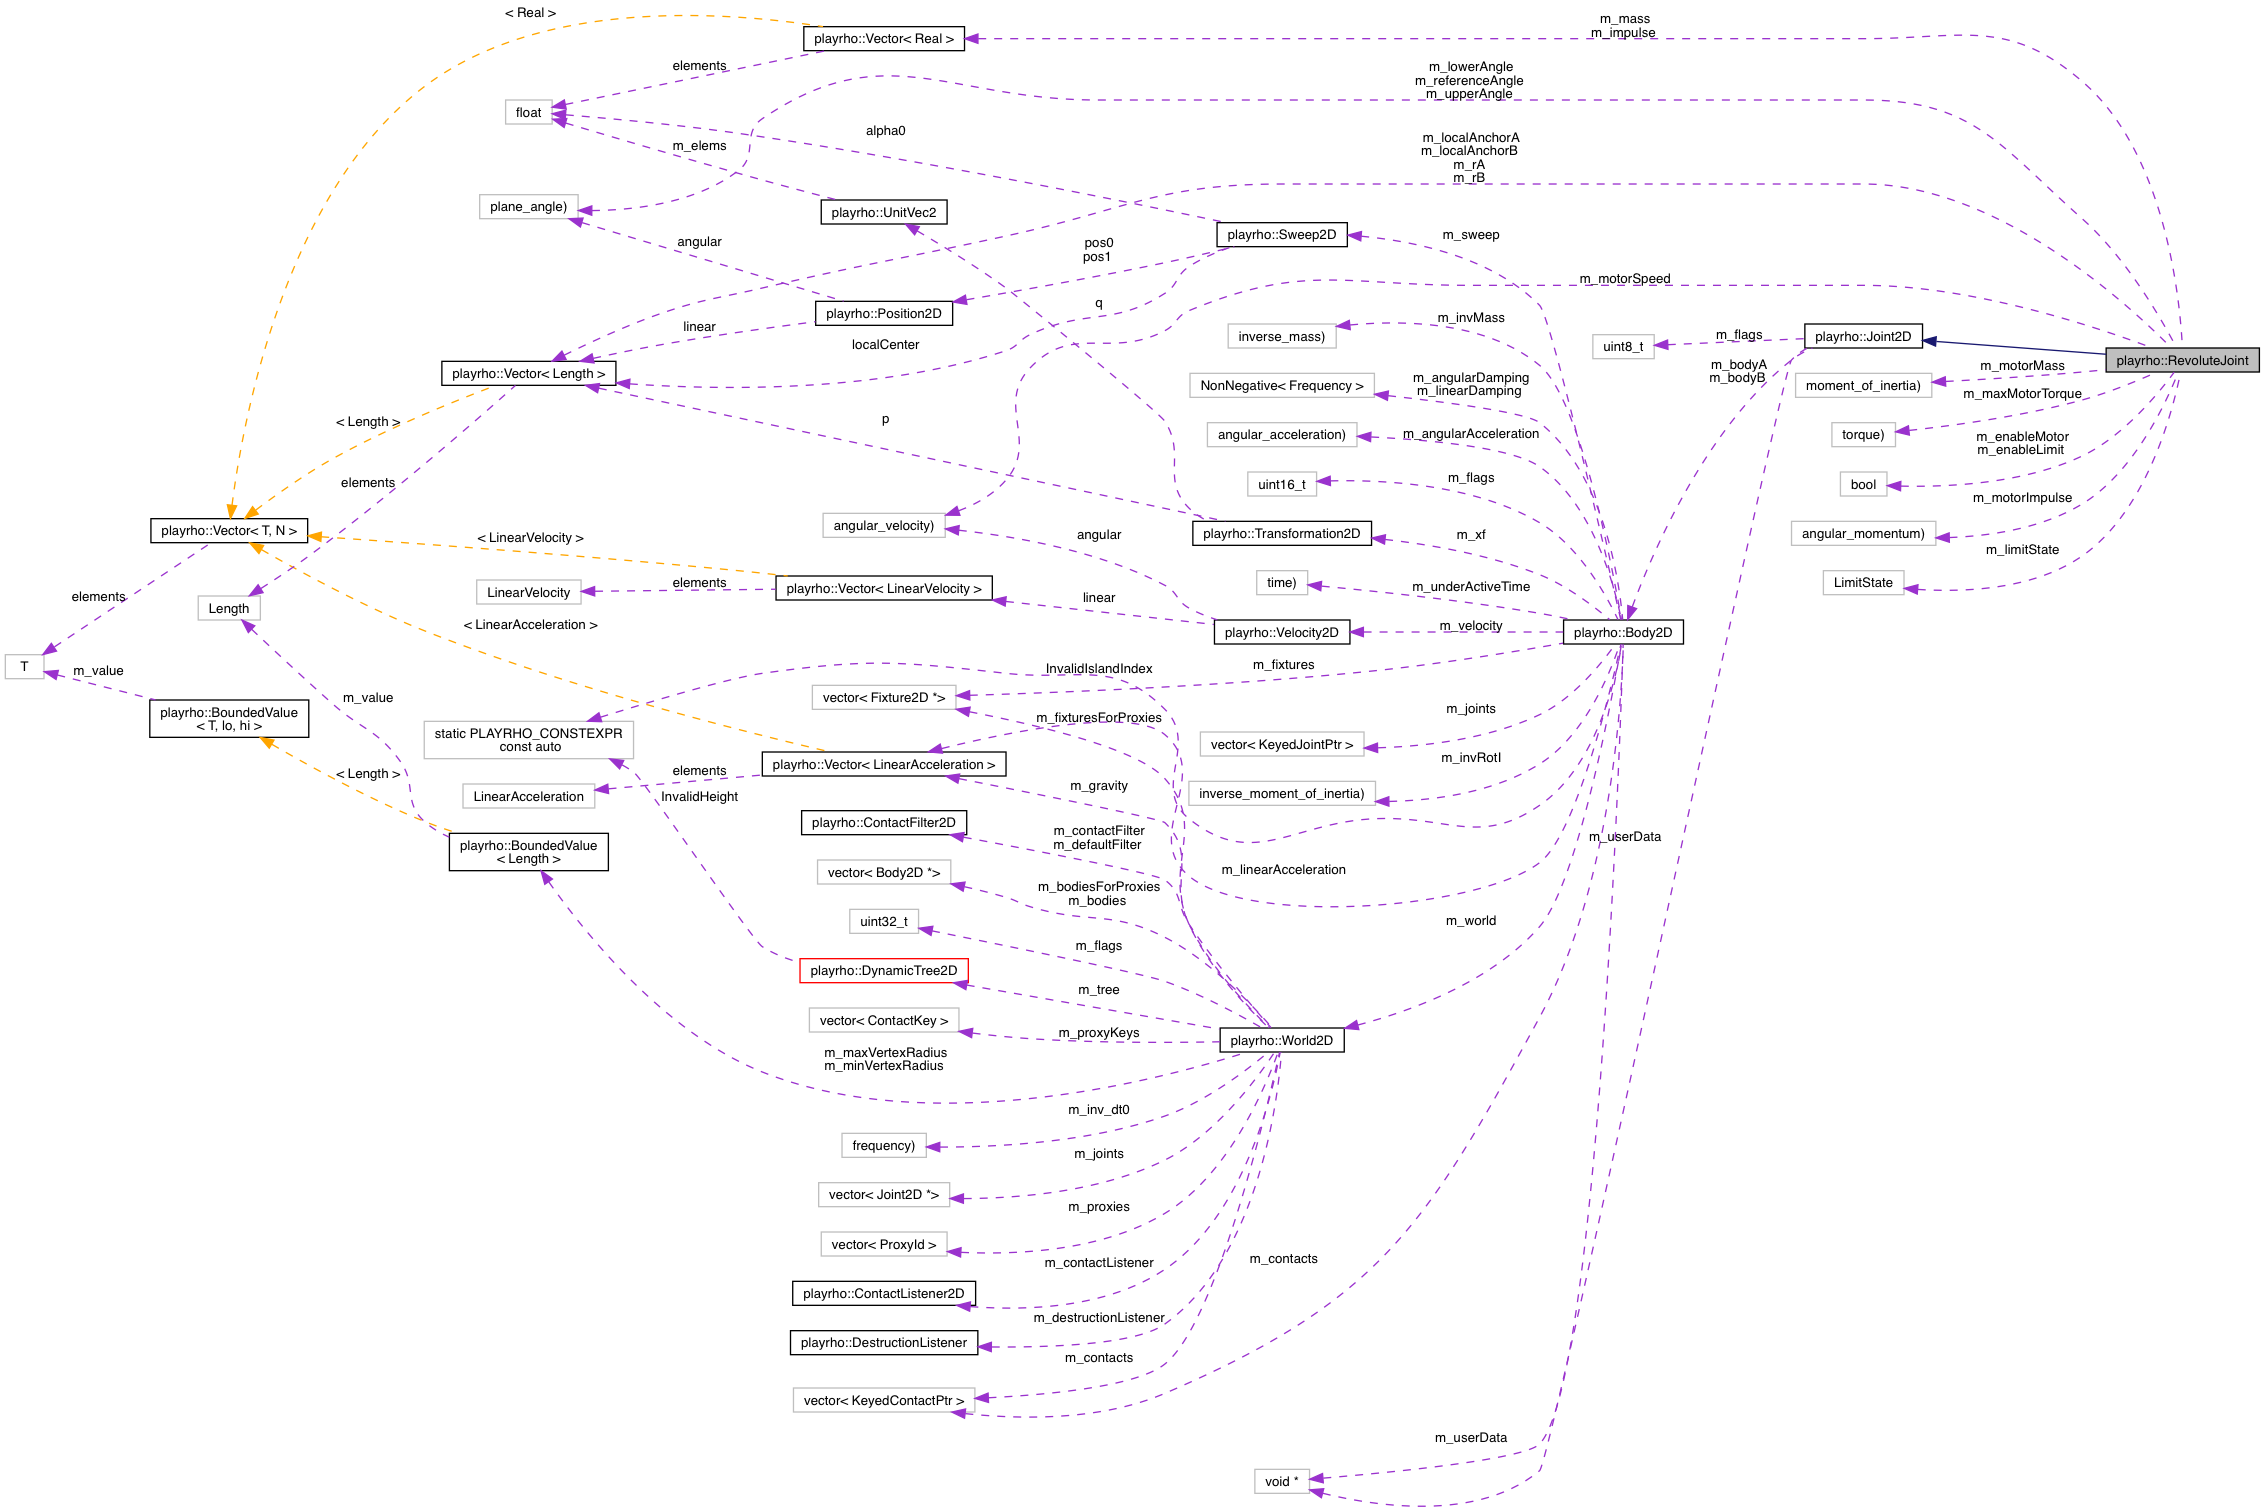 < Real >
playrho::Vector< Real >
m_mass
m_impulse
elements
m_lowerAngle
m_referenceAngle
m_upperAngle
float
alpha0
m_elems
m_localAnchorA
m_localAnchorB
m_rA
m_rB
plane_angle)
playrho::UnitVec2
playrho::Sweep2D
m_sweep
angular
pos0
pos1
m_motorSpeed
q
playrho::Position2D
linear
m_invMass
inverse_mass)
uint8_t
m_flags
playrho::Joint2D
localCenter
playrho::RevoluteJoint
playrho::Vector< Length >
m_bodyA
m_bodyB
m_motorMass
moment_of_inertia)
NonNegative< Frequency >
m_angularDamping
m_linearDamping
m_maxMotorTorque
< Length >
p
angular_acceleration)
m_angularAcceleration
torque)
m_enableMotor
m_enableLimit
elements
uint16_t
m_flags
bool
m_motorImpulse
playrho::Vector< T, N >
angular_velocity)
angular
playrho::Transformation2D
m_xf
angular_momentum)
< LinearVelocity >
m_limitState
LinearVelocity
elements
playrho::Vector< LinearVelocity >
time)
m_underActiveTime
LimitState
elements
Length
linear
< LinearAcceleration >
playrho::Velocity2D
m_velocity
playrho::Body2D
T
m_value
InvalidIslandIndex
m_fixtures
m_value
vector< Fixture2D *>
playrho::BoundedValue
< T, lo, hi >
m_fixturesForProxies
m_joints
static PLAYRHO_CONSTEXPR
const auto
vector< KeyedJointPtr >
playrho::Vector< LinearAcceleration >
m_invRotI
< Length >
elements
m_gravity
LinearAcceleration
InvalidHeight
inverse_moment_of_inertia)
playrho::ContactFilter2D
m_contactFilter
m_defaultFilter
m_userData
playrho::BoundedValue
< Length >
vector< Body2D *>
m_linearAcceleration
m_bodiesForProxies
m_bodies
uint32_t
m_world
m_flags
playrho::DynamicTree2D
m_tree
vector< ContactKey >
m_proxyKeys
playrho::World2D
m_maxVertexRadius
m_minVertexRadius
m_inv_dt0
frequency)
m_joints
vector< Joint2D *>
m_proxies
vector< ProxyId >
m_contactListener
m_contacts
playrho::ContactListener2D
m_destructionListener
playrho::DestructionListener
m_contacts
vector< KeyedContactPtr >
m_userData
void *